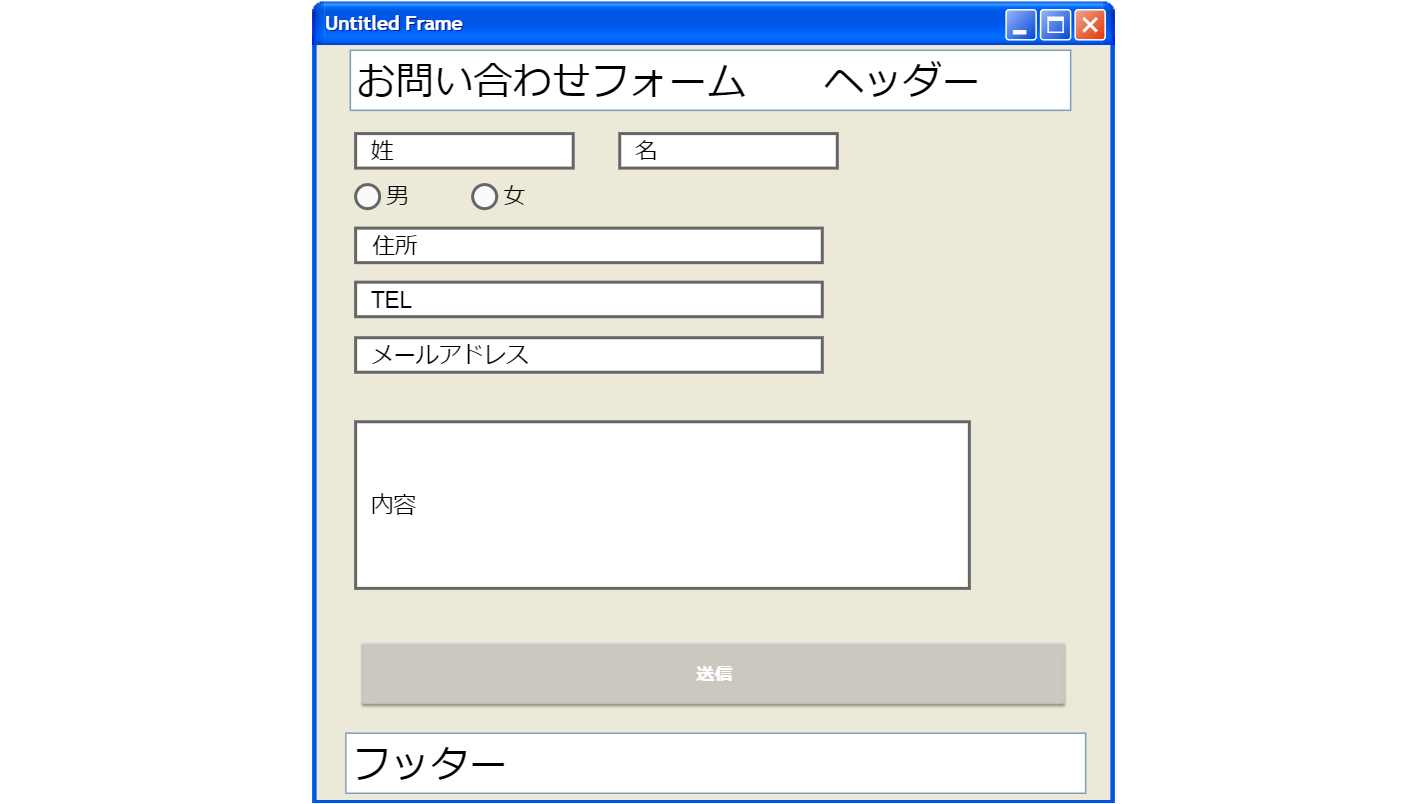 Untitled Frame
お問い合わせフォーム　　ヘッダー
姓　名
男　女
住所
TEL
メールアドレス
内容
送信
フッター